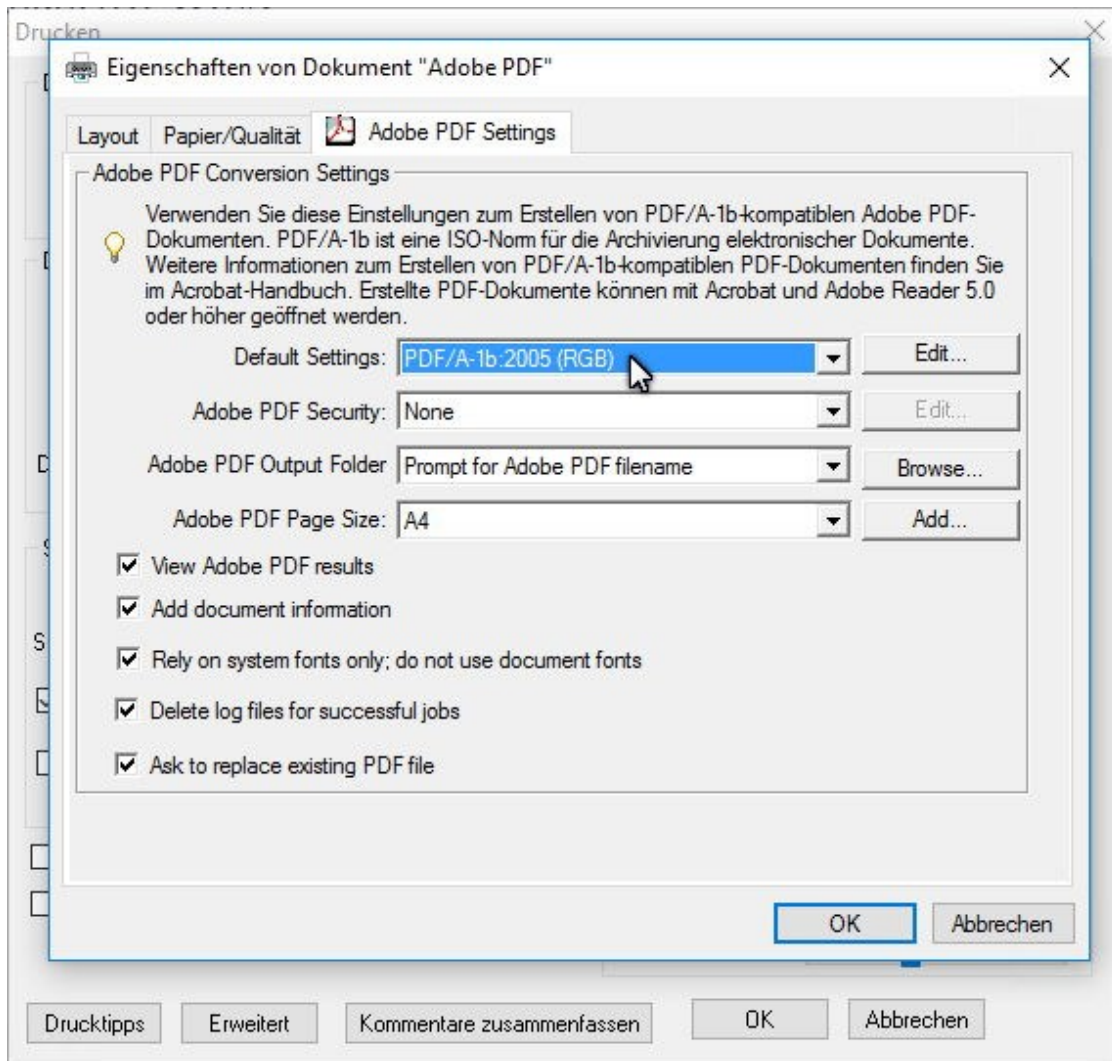 Drucken
Eigenschaften von Dokument "Adobe PDF"
Layout Papier/Qualität Adobe PDF Settings
Adobe PDF Conversion Settings
Verwenden Sie diese Einstellungen zum Erstellen von PDF/A-1b-kompatiblen Adobe PDF-
Dokumenten. PDF/A-1b ist eine ISO-Norm für die Archivierung elektronischer Dokumente.
Weitere Informationen zum Erstellen von PDF/A-1b-kompatiblen PDF-Dokumenten finden Sie
im Acrobat-Handbuch. Erstellte PDF-Dokumente können mit Acrobat und Adobe Reader 5.0
oder höher geöffnet werden.
Default Settings: PDF/A-1b:2005 (RGB) Edit...
Adobe PDF Security: None Edit...
Adobe PDF Output Folder Prompt for Adobe PDF filename Browse...
Adobe PDF Page Size: A4 Add...
View Adobe PDF results
Add document information
Rely on system fonts only; do not use document fonts
Delete log files for successful jobs
Ask to replace existing PDF file
OK Abbrechen
Drucktipps Erweitert Kommentare zusammenfassen OK Abbrechen